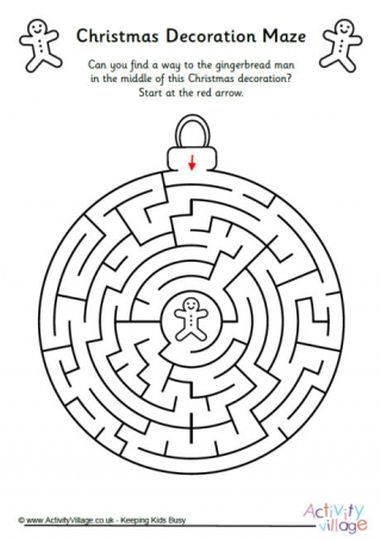 Christmas Decoration Maze
Can you find a way to the gingerbread man
in the middle of this Christmas decoration?
Start at the red arrow.
© www.ActivityVillage.co.uk - Keeping Kids Busy
Activity
Village